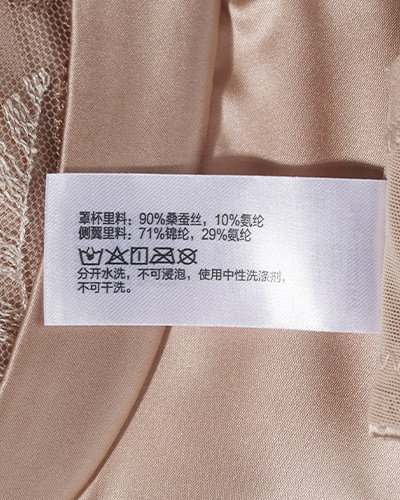 罩杯里料：90%桑蚕丝，10%氨纶
侧翼里料：71%锦纶，29%氨纶
分开水洗，不可浸泡，使用中性洗涤剂，
不可干洗。